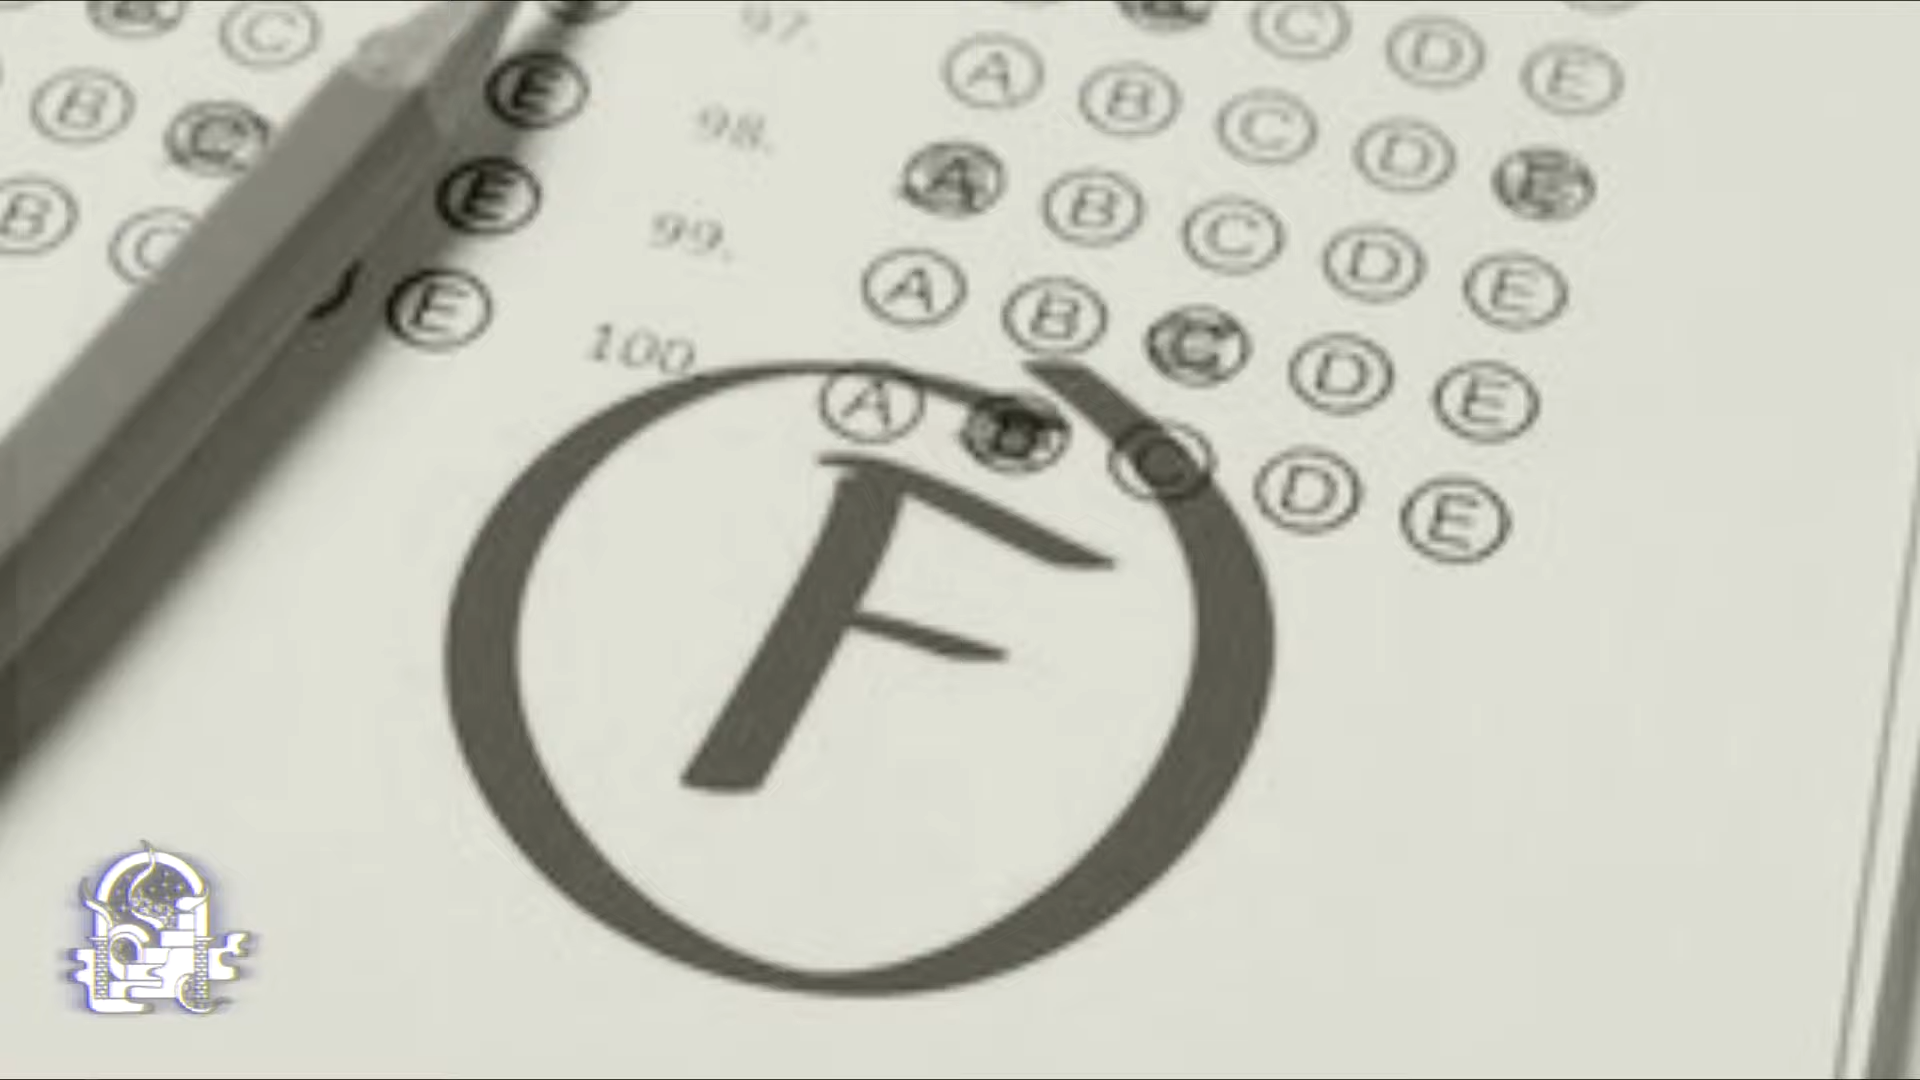 C
B C E
B C E
E
97. A B C D E
98. A B C D E
99. A B C D E
100. A B C D E
F